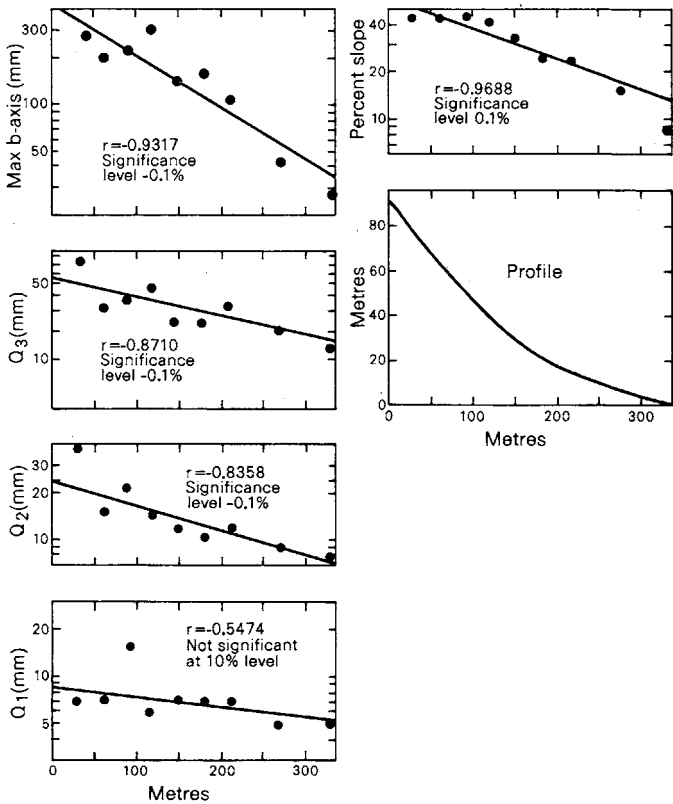 Max b-axis (mm)
300
100
50
r=-0.9317
Significance
level -0.1%
Q3(mm)
50
10
r=-0.8710
Significance
level -0.1%
Q2(mm)
30
10
r=-0.8358
Significance
level -0.1%
Q1(mm)
20
10
5
r=-0.5474
Not significant
at 10% level
0 100 200 300
Metres
Percent slope
40
10
r=-0.9688
Significance
level 0.1%
Metres
80
60
40
20
0
Profile
0 100 200 300
Metres